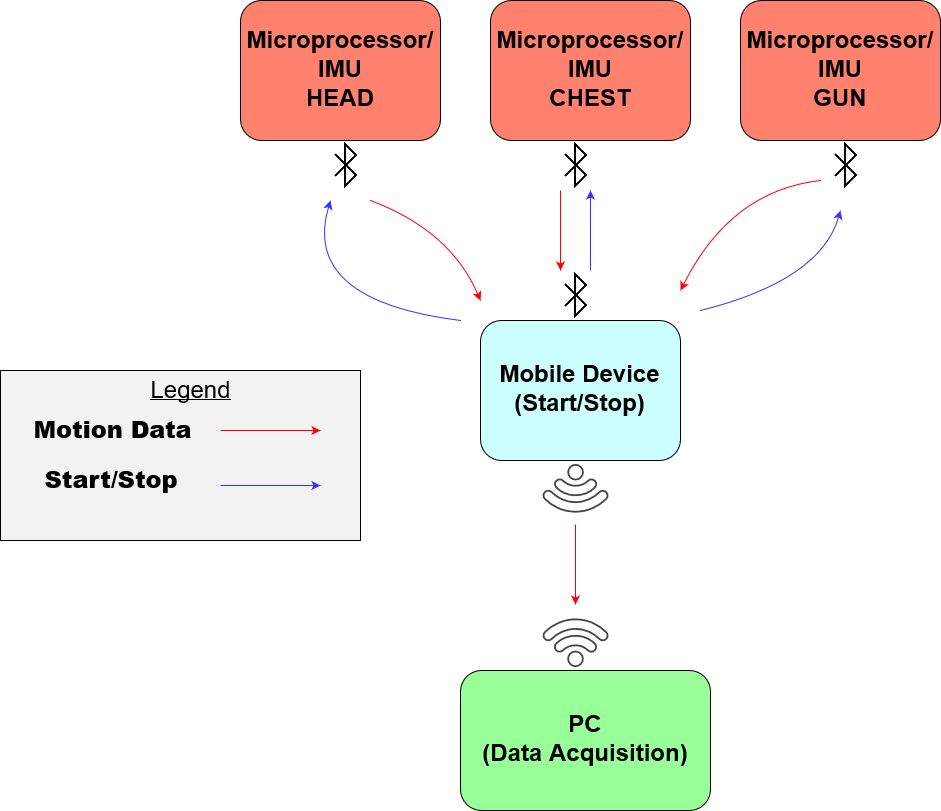 Microprocessor/
IMU
HEAD
Microprocessor/
IMU
CHEST
Microprocessor/
IMU
GUN
Mobile Device
(Start/Stop)
Legend
Motion Data
Start/Stop
PC
(Data Acquisition)